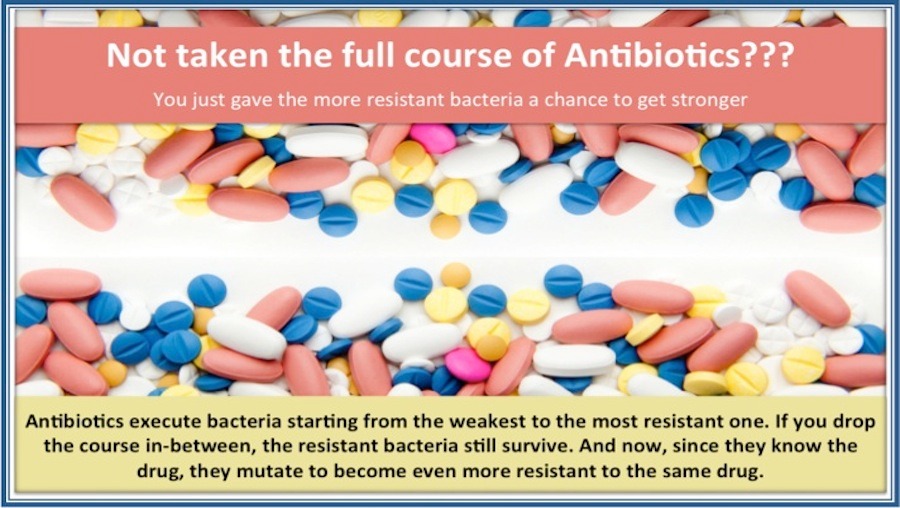 Not taken the full course of Antibiotics???
You just gave the more resistant bacteria a chance to get stronger
Antibiotics execute bacteria starting from the weakest to the most resistant one. If you drop
the course in-between, the resistant bacteria still survive. And now, since they know the
drug, they mutate to become even more resistant to the same drug.